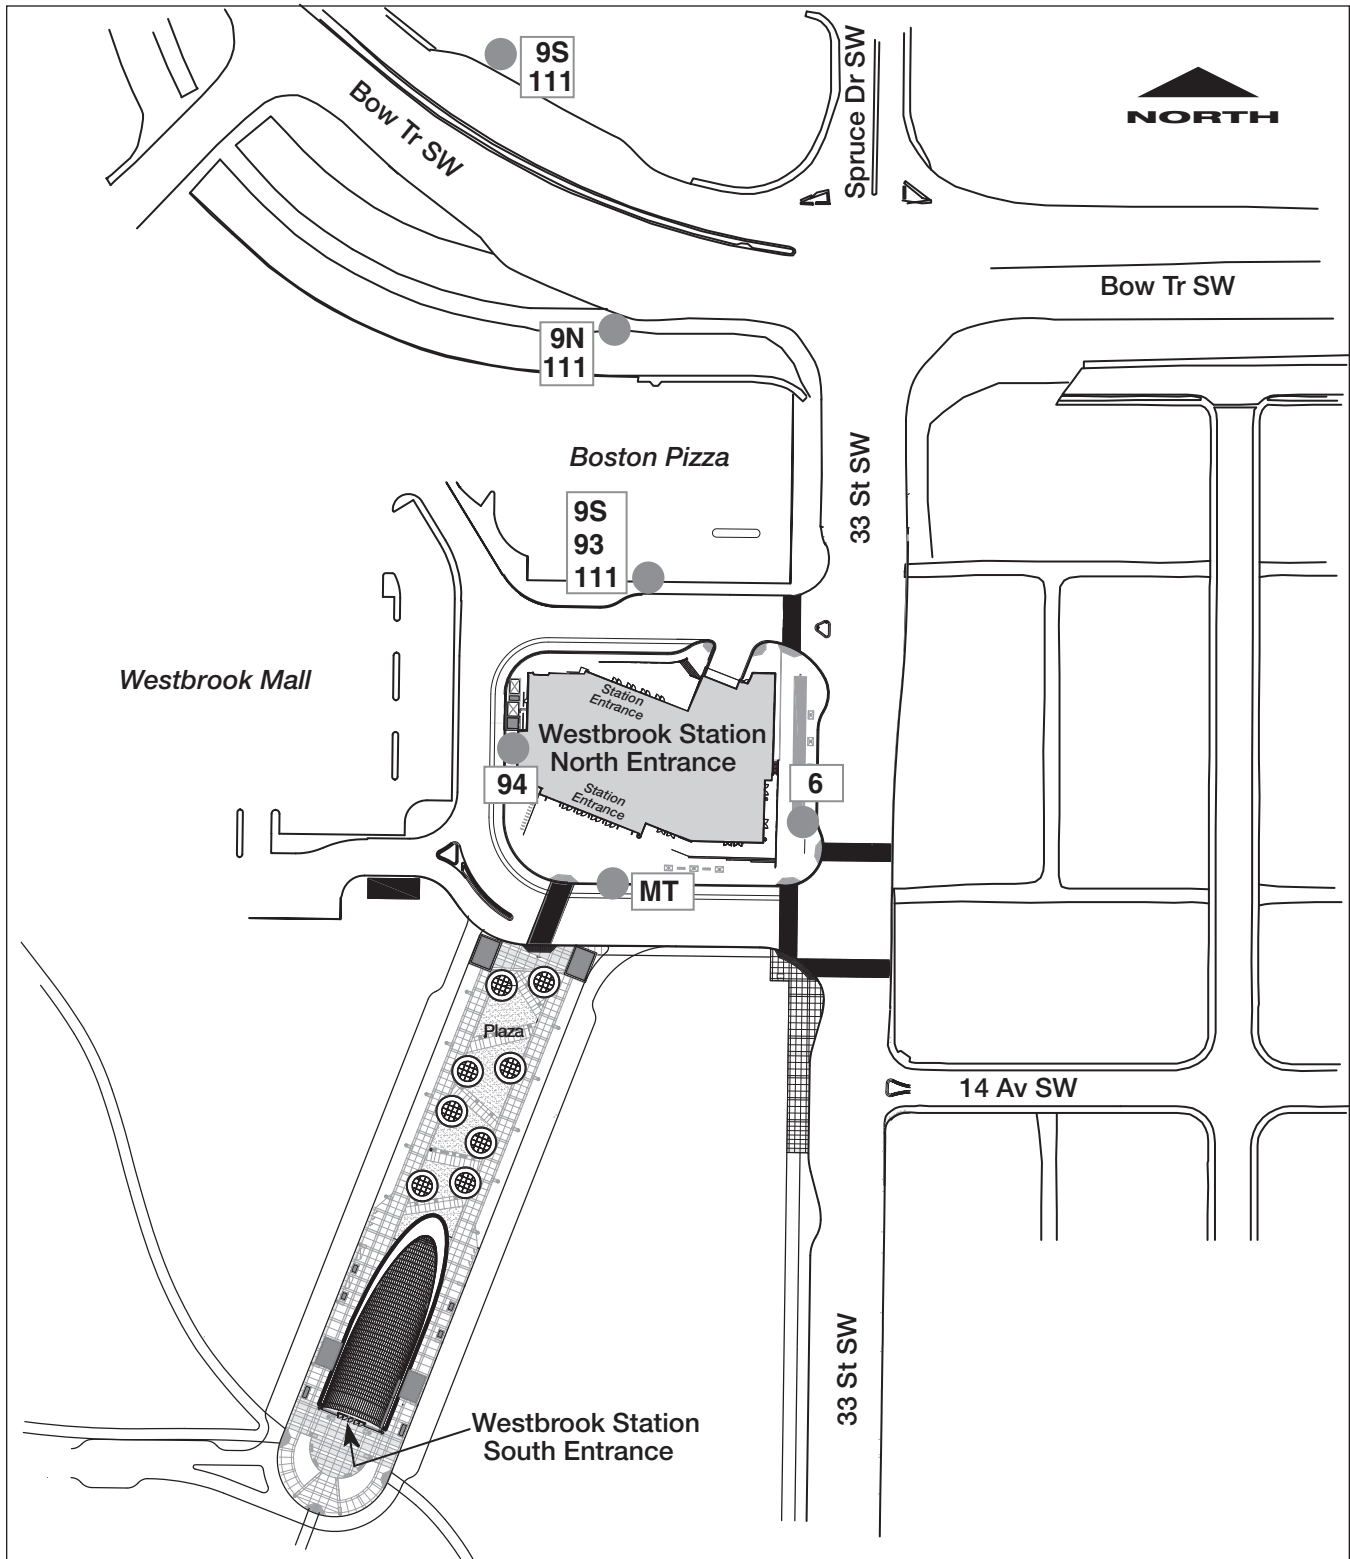 9S
111
Bow Tr SW
Spruce Dr SW
NORTH
Bow Tr SW
9N
111
Boston Pizza
33 St SW
9S
93
111
Westbrook Mall
Station
Entrance
Westbrook Station
North Entrance
94
6
Station
Entrance
MT
Plaza
14 Av SW
33 St SW
Westbrook Station
South Entrance